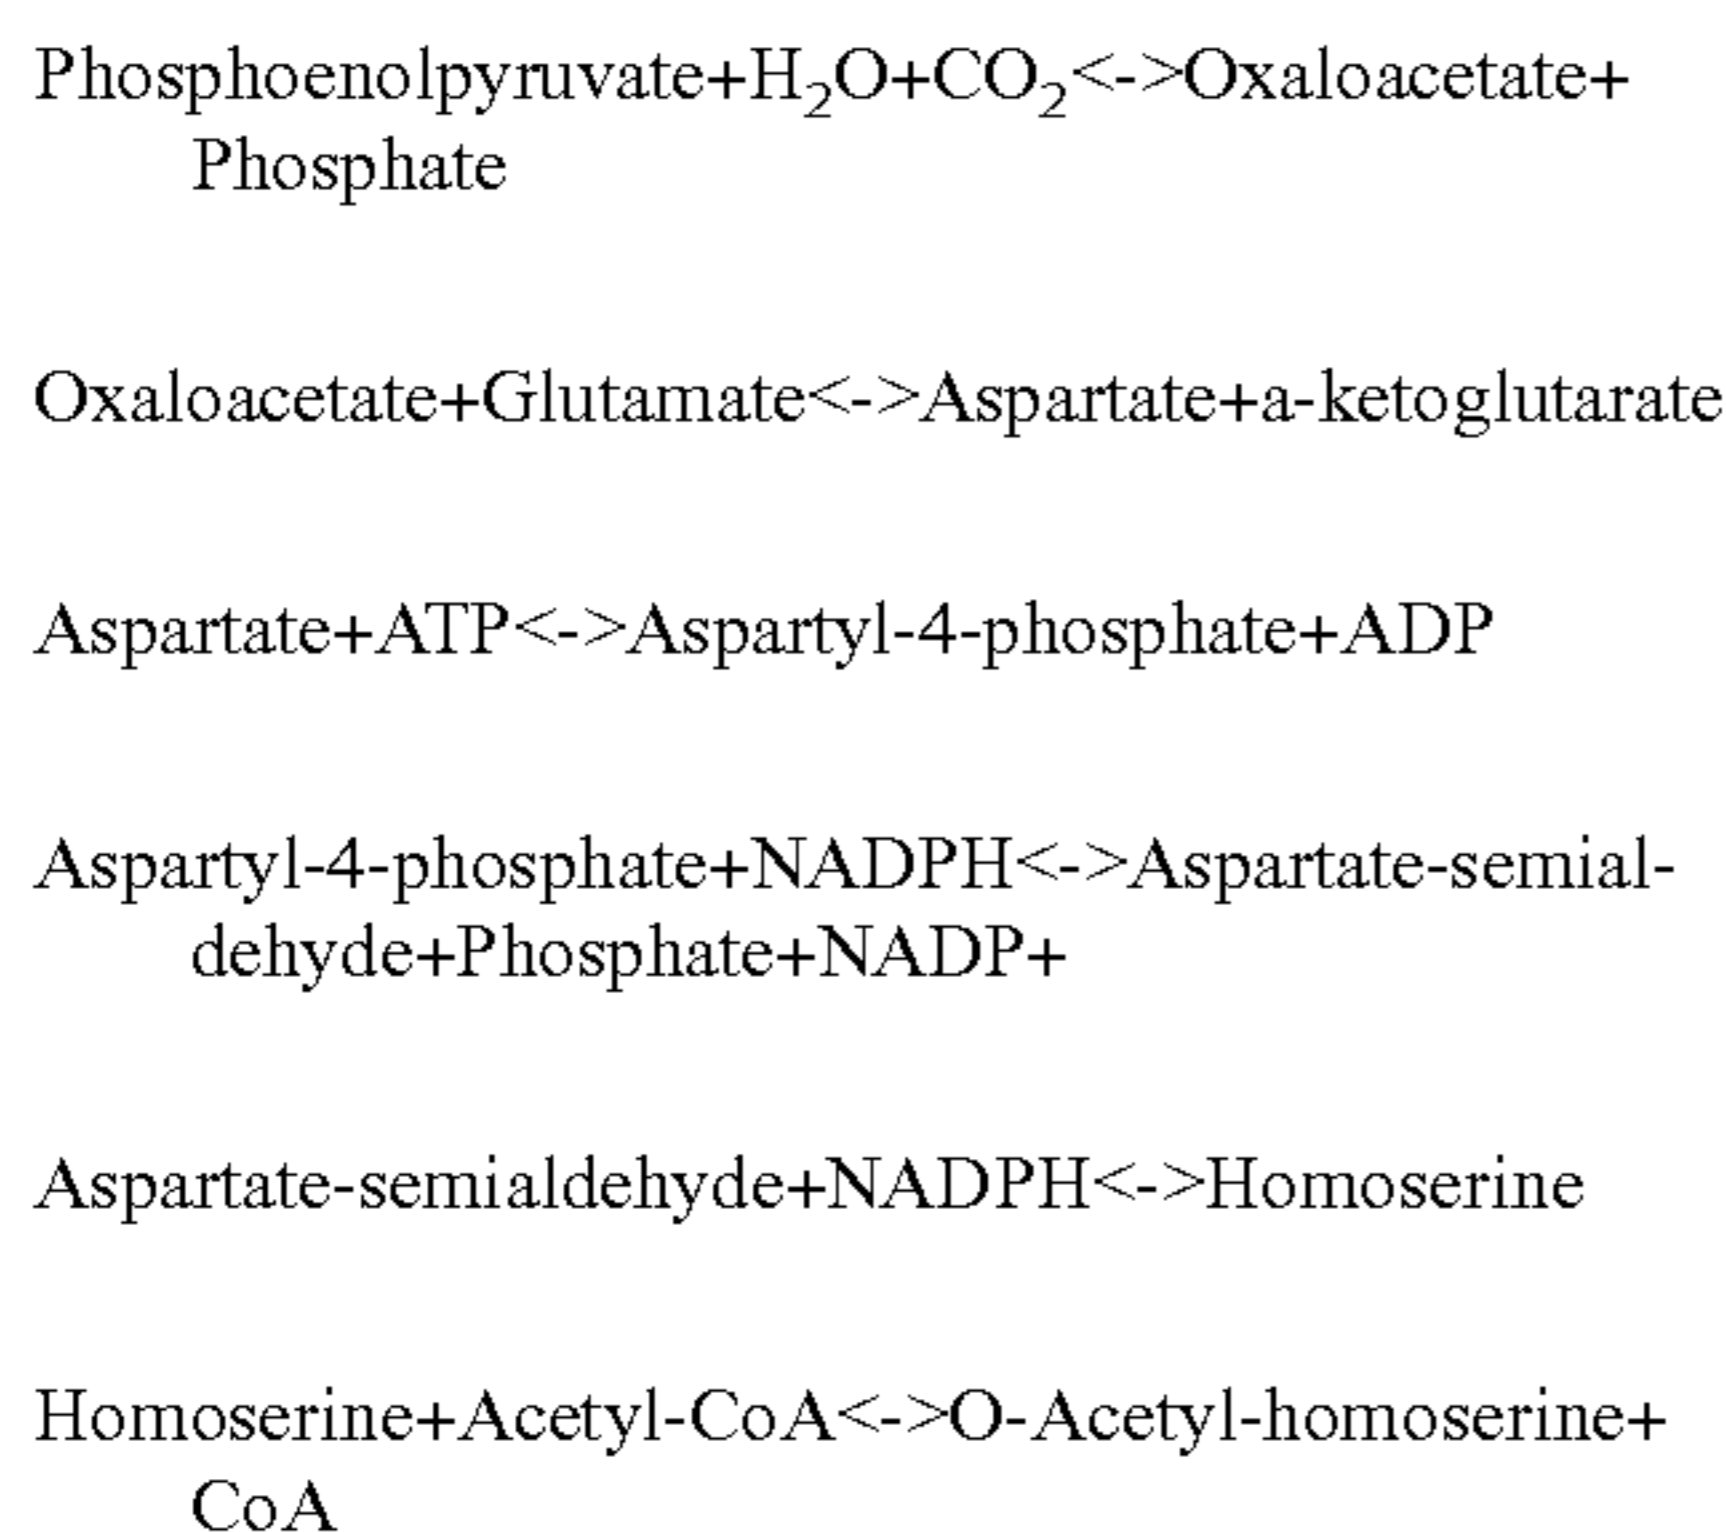 Phosphoenolpyruvate+H₂O+CO₂<->Oxaloacetate+
Phosphate
Oxaloacetate+Glutamate<->Aspartate+a-ketoglutarate
Aspartate+ATP<->Aspartyl-4-phosphate+ADP
Aspartyl-4-phosphate+NADPH<->Aspartate-semial-
dehyde+Phosphate+NADP+
Aspartate-semialdehyde+NADPH<->Homoserine
Homoserine+Acetyl-CoA<->O-Acetyl-homoserine+
CoA